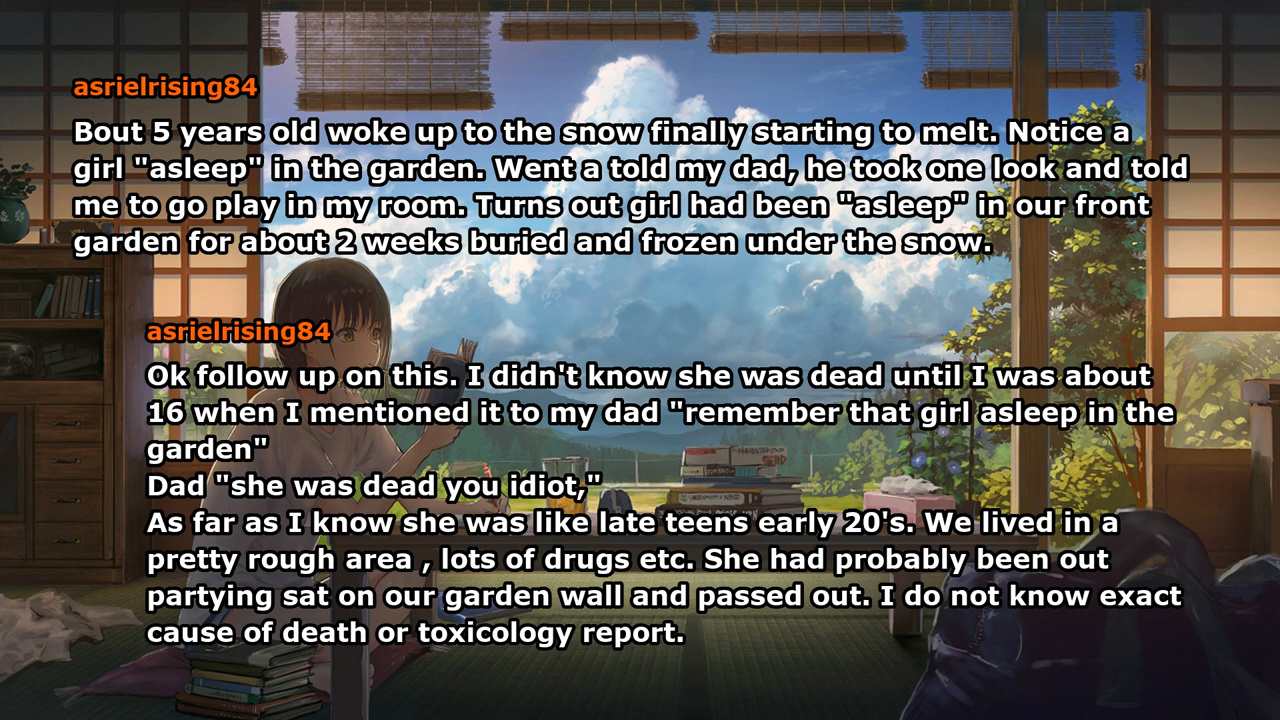 asrielrising84
Bout 5 years old woke up to the snow finally starting to melt. Notice a
girl "asleep" in the garden. Went a told my dad, he took one look and told
me to go play in my room. Turns out girl had been "asleep" in our front
garden for about 2 weeks buried and frozen under the snow.
asrielrising84
Ok follow up on this. I didn't know she was dead until I was about
16 when I mentioned it to my dad "remember that girl asleep in the
garden"
Dad "she was dead you idiot,"
As far as I know she was like late teens early 20's. We lived in a
pretty rough area , lots of drugs etc. She had probably been out
partying sat on our garden wall and passed out. I do not know exact
cause of death or toxicology report.